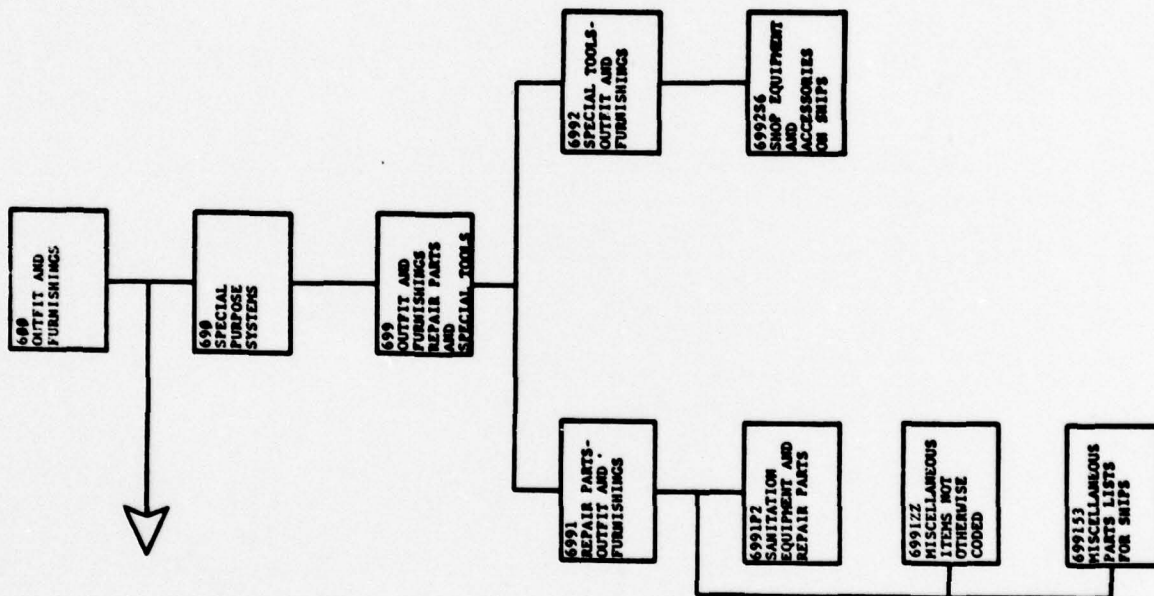 600
OUTFIT AND
FURNISHINGS
690
SPECIAL
PURPOSE
SYSTEMS
699
OUTFIT AND
FURNISHINGS
REPAIR PARTS
AND
SPECIAL TOOLS
6991
REPAIR PARTS-
OUTFIT AND
FURNISHINGS
6991P2
SANITATION
EQUIPMENT AND
REPAIR PARTS
6991ZZ
MISCELLANEOUS
ITEMS NOT
OTHERWISE
CODED
699153
MISCELLANEOUS
PARTS LISTS
FOR SHIPS
6992
SPECIAL TOOLS-
OUTFIT AND
FURNISHINGS
6992S6
SHOP EQUIPMENT
AND
ACCESSORIES
ON SHIPS